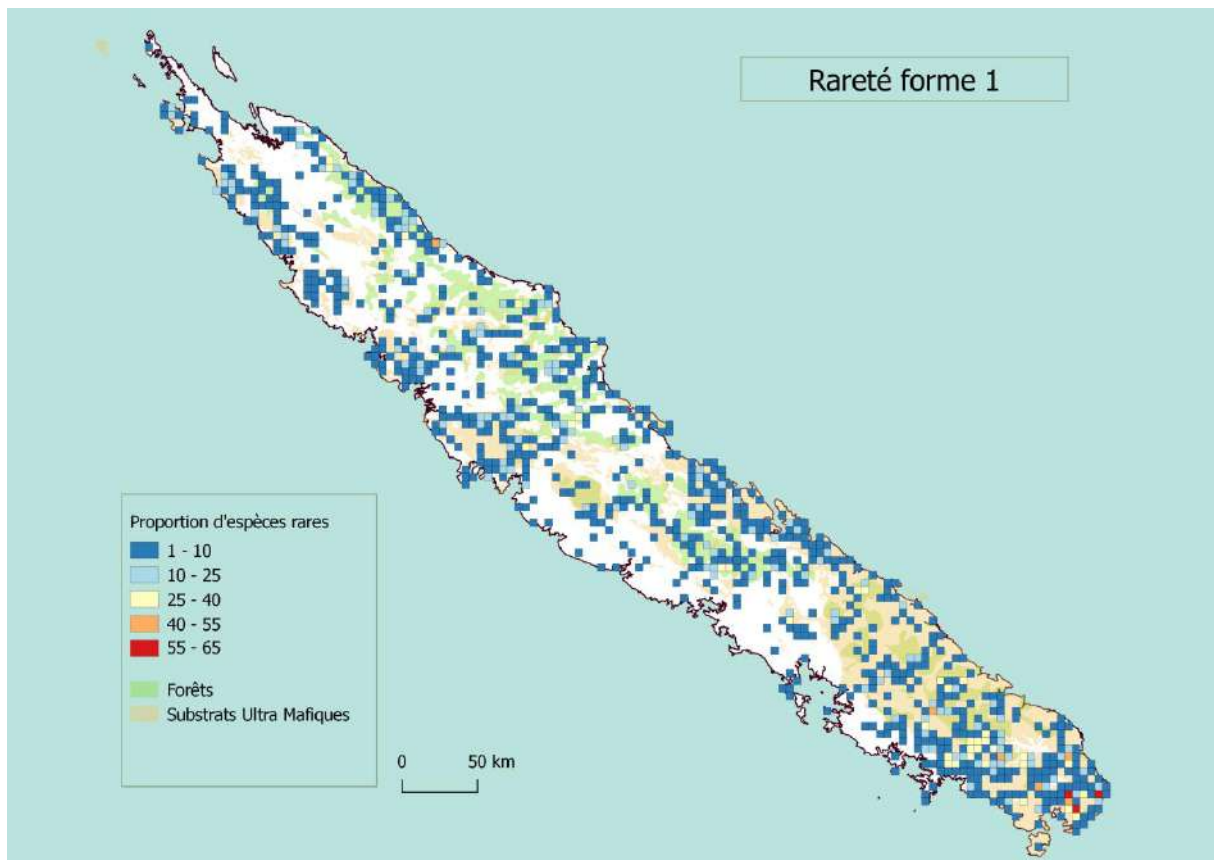 Rareté forme 1
Proportion d'espèces rares
1 - 10
10 - 25
25 - 40
40 - 55
55 - 65
Forêts
Substrats Ultra Mafiques
0 50 km